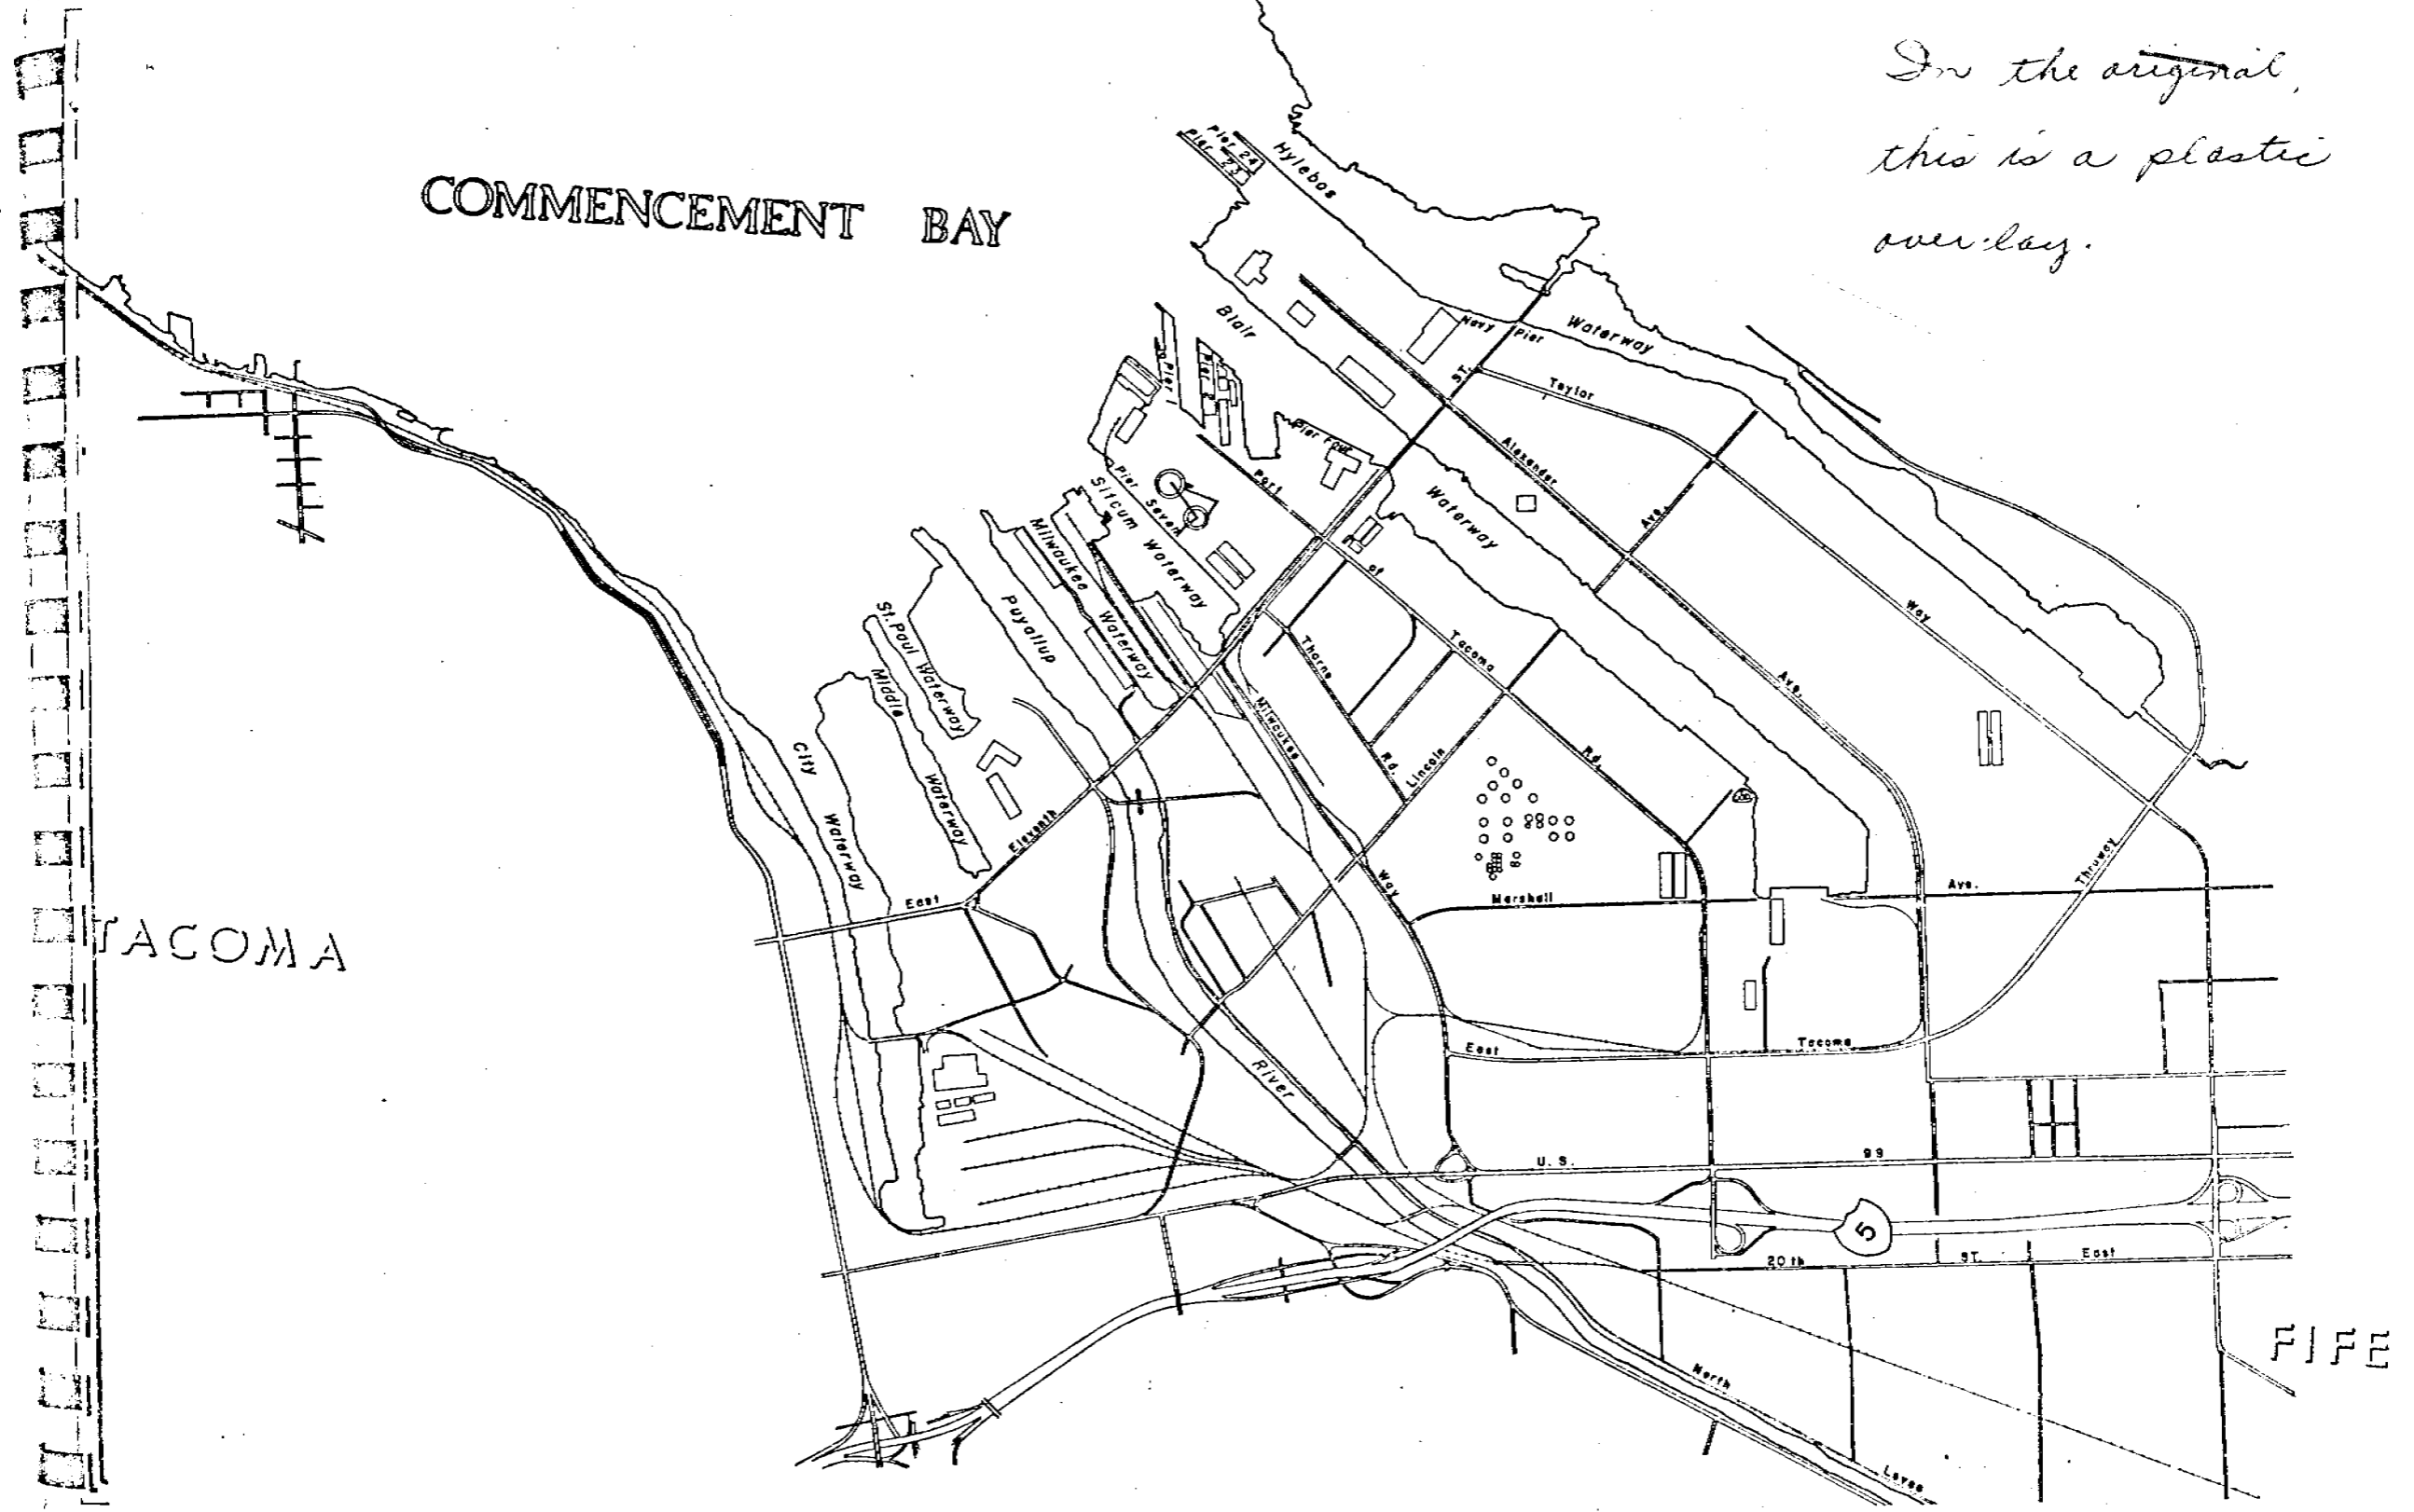 In the original,
this is a plastic
over-lay.
COMMENCEMENT BAY
Pier 24
Pier 23
Hylebos
Waterway
Blair
Waterway
Navy Pier
ST.
Taylor
Way
Alexander
Ave.
Ave.
Pier Four
Port
of
Tacoma
Rd.
Pier Seven
Sitcum
Waterway
Milwaukee
Waterway
Puyallup
River
St. Paul Waterway
Middle
Waterway
City
Waterway
Thorne
Rd.
Lincoln
Milwaukee
Way
Eleventh
East
Marshall
Ave.
Thruway
TACOMA
East
Tacoma
U. S.
99
5
20th
ST.
East
FIFE
North
Levee